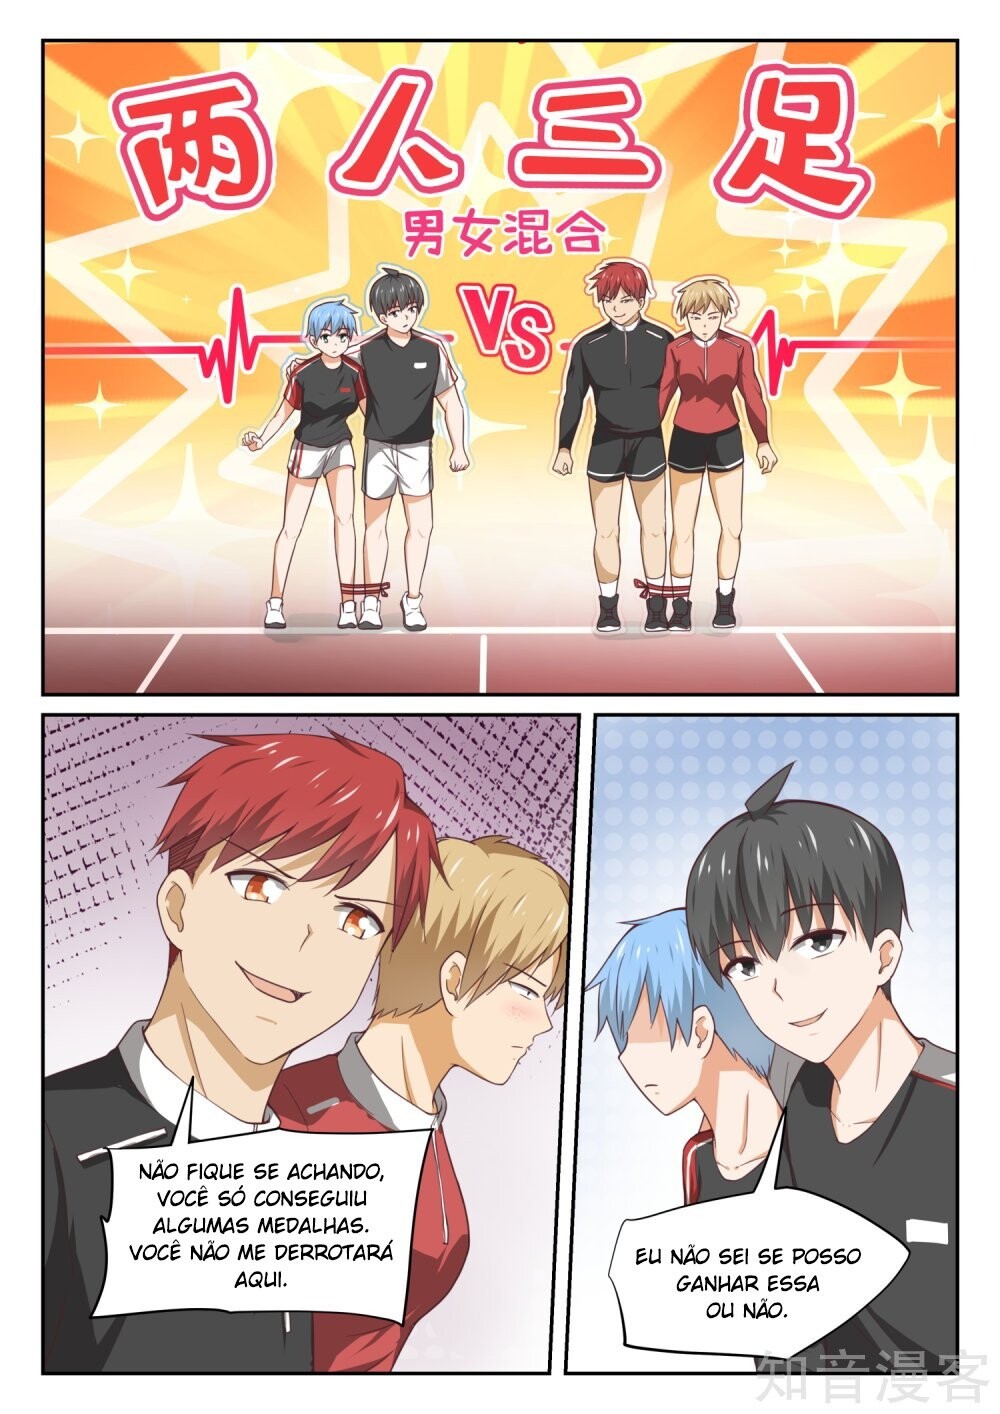 两人三足
男女混合
VS
NÃO FIQUE SE ACHANDO,
VOCÊ SÓ CONSEGUIU
ALGUMAS MEDALHAS.
VOCÊ NÃO ME DERROTARÁ
AQUI.
EU NÃO SEI SE POSSO
GANHAR ESSA
OU NÃO.
知音漫客